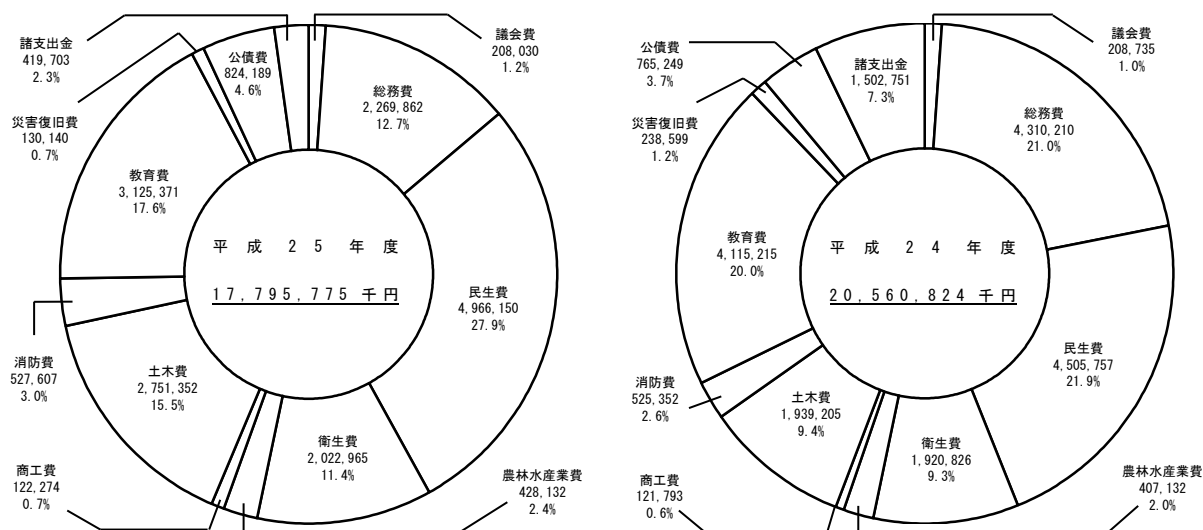 諸支出金
419,703
2.3%
公債費
824,189
4.6%
議会費
208,030
1.2%
総務費
2,269,862
12.7%
災害復旧費
130,140
0.7%
教育費
3,125,371
17.6%
平成25年度
17,795,775 千円
民生費
4,966,150
27.9%
消防費
527,607
3.0%
土木費
2,751,352
15.5%
衛生費
2,022,965
11.4%
商工費
122,274
0.7%
農林水産業費
428,132
2.4%
公債費
765,249
3.7%
諸支出金
1,502,751
7.3%
議会費
208,735
1.0%
総務費
4,310,210
21.0%
災害復旧費
238,599
1.2%
教育費
4,115,215
20.0%
平成24年度
20,560,824 千円
民生費
4,505,757
21.9%
消防費
525,352
2.6%
土木費
1,939,205
9.4%
衛生費
1,920,826
9.3%
商工費
121,793
0.6%
農林水産業費
407,132
2.0%